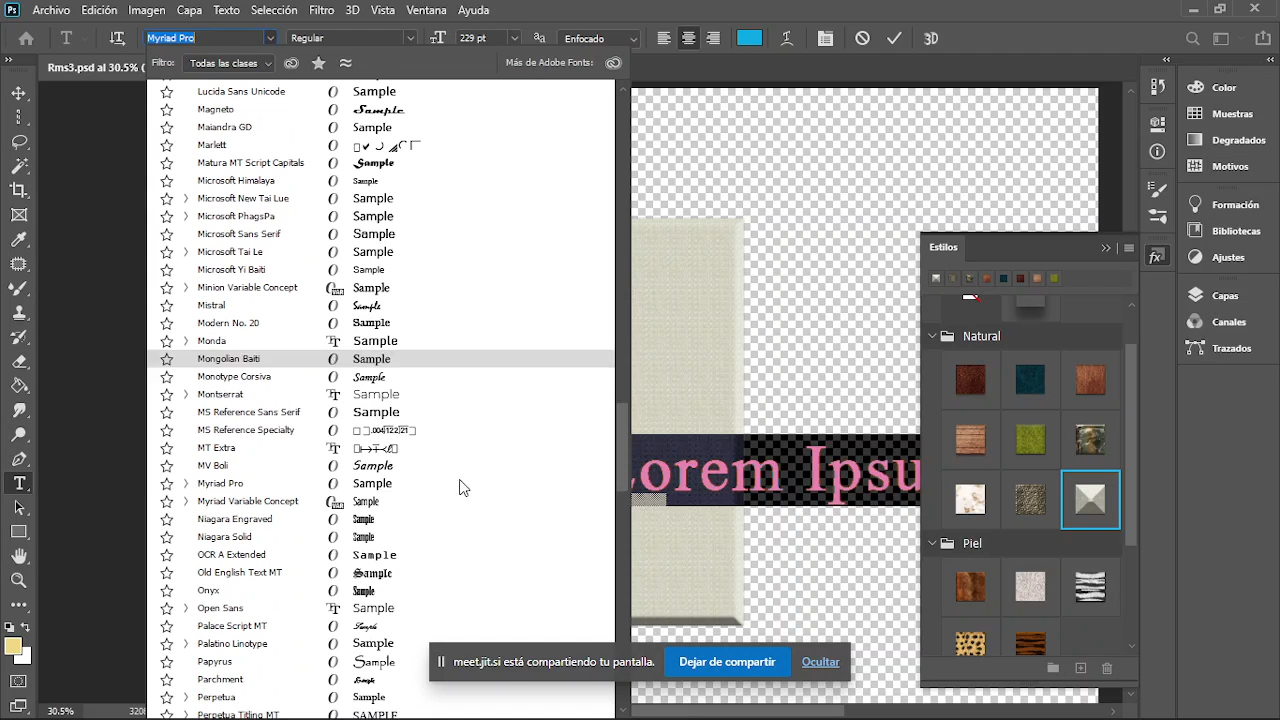 Ps Archivo Edición Imagen Capa Texto Selección Filtro 3D Vista Ventana Ayuda
T Myriad Pro Regular 229 pt aa Enfocado 3D
Rms3.psd al 30.5% (
Filtro: Todas las clases Más de Adobe Fonts:
Lucida Sans Unicode Sample
Magneto Sample
Maiandra GD Sample
Marlett
Matura MT Script Capitals Sample
Microsoft Himalaya Sample
Microsoft New Tai Lue Sample
Microsoft PhagsPa Sample
Microsoft Sans Serif Sample
Microsoft Tai Le Sample
Microsoft Yi Baiti Sample
Minion Variable Concept Sample
Mistral Sample
Modern No. 20 Sample
Monda Sample
Mongolian Baiti Sample
Monotype Corsiva Sample
Montserrat Sample
MS Reference Sans Serif Sample
MS Reference Specialty
MT Extra
MV Boli Sample
Myriad Pro Sample
Myriad Variable Concept Sample
Niagara Engraved Sample
Niagara Solid Sample
OCR A Extended Sample
Old English Text MT Sample
Onyx Sample
Open Sans Sample
Palace Script MT Sample
Palatino Linotype Sample
Papyrus Sample
Parchment Sample
Perpetua Sample
Perpetua Titling MT SAMPLE
Lorem Ipsu
Estilos
Natural
Piel
Color
Muestras
Degradados
Motivos
Formación
Bibliotecas
Ajustes
Capas
Canales
Trazados
meet.jit.si está compartiendo tu pantalla. Dejar de compartir Ocultar
30.5%